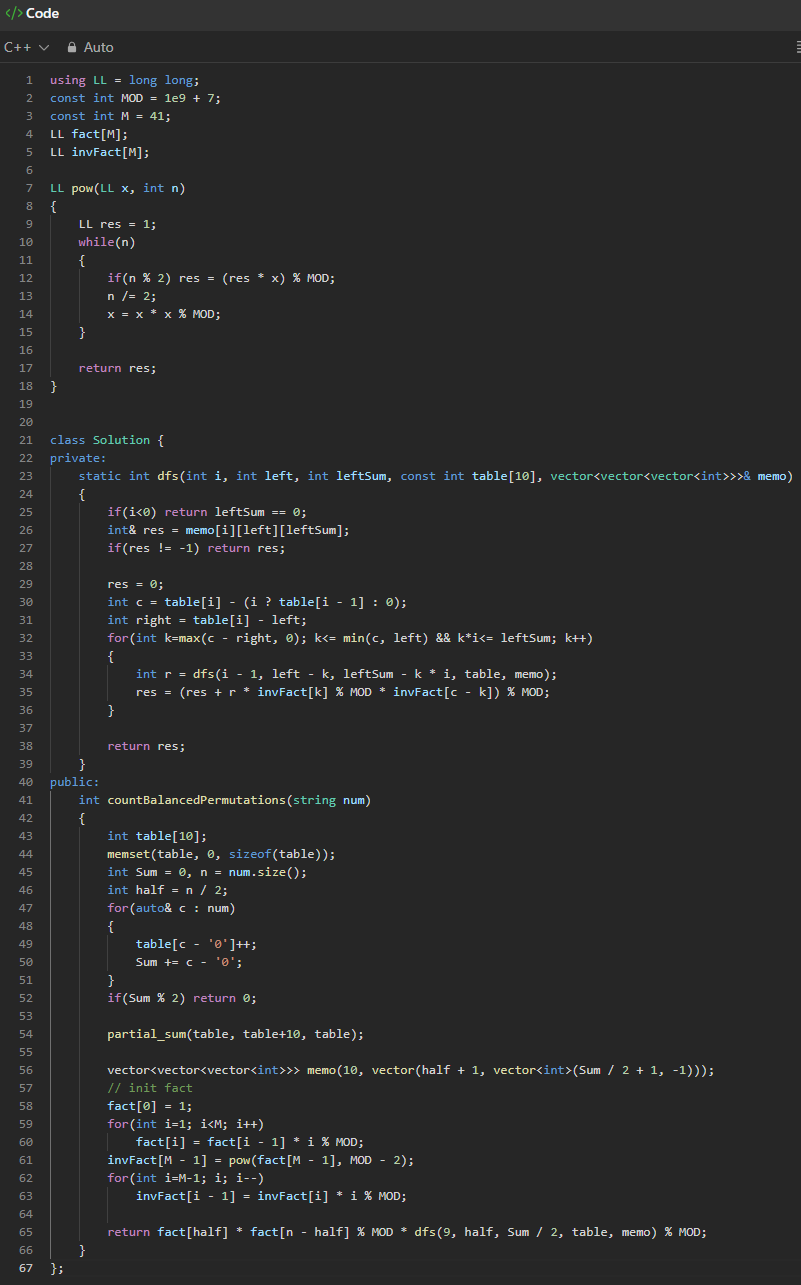 </> Code
C++ Auto
1 using LL = long long;
2 const int MOD = 1e9 + 7;
3 const int M = 41;
4 LL fact[M];
5 LL invFact[M];
6
7 LL pow(LL x, int n)
8 {
9     LL res = 1;
10     while(n)
11     {
12         if(n % 2) res = (res * x) % MOD;
13         n /= 2;
14         x = x * x % MOD;
15     }
16
17     return res;
18 }
19
20
21 class Solution {
22 private:
23     static int dfs(int i, int left, int leftSum, const int table[10], vector<vector<vector<int>>>& memo)
24     {
25         if(i<0) return leftSum == 0;
26         int& res = memo[i][left][leftSum];
27         if(res != -1) return res;
28
29         res = 0;
30         int c = table[i] - (i ? table[i - 1] : 0);
31         int right = table[i] - left;
32         for(int k=max(c - right, 0); k<= min(c, left) && k*i<= leftSum; k++)
33         {
34             int r = dfs(i - 1, left - k, leftSum - k * i, table, memo);
35             res = (res + r * invFact[k] % MOD * invFact[c - k]) % MOD;
36         }
37
38         return res;
39     }
40 public:
41     int countBalancedPermutations(string num)
42     {
43         int table[10];
44         memset(table, 0, sizeof(table));
45         int Sum = 0, n = num.size();
46         int half = n / 2;
47         for(auto& c : num)
48         {
49             table[c - '0']++;
50             Sum += c - '0';
51         }
52         if(Sum % 2) return 0;
53
54         partial_sum(table, table+10, table);
55
56         vector<vector<vector<int>>> memo(10, vector(half + 1, vector<int>(Sum / 2 + 1, -1)));
57         // init fact
58         fact[0] = 1;
59         for(int i=1; i<M; i++)
60             fact[i] = fact[i - 1] * i % MOD;
61         invFact[M - 1] = pow(fact[M - 1], MOD - 2);
62         for(int i=M-1; i; i--)
63             invFact[i - 1] = invFact[i] * i % MOD;
64
65         return fact[half] * fact[n - half] % MOD * dfs(9, half, Sum / 2, table, memo) % MOD;
66     }
67 };